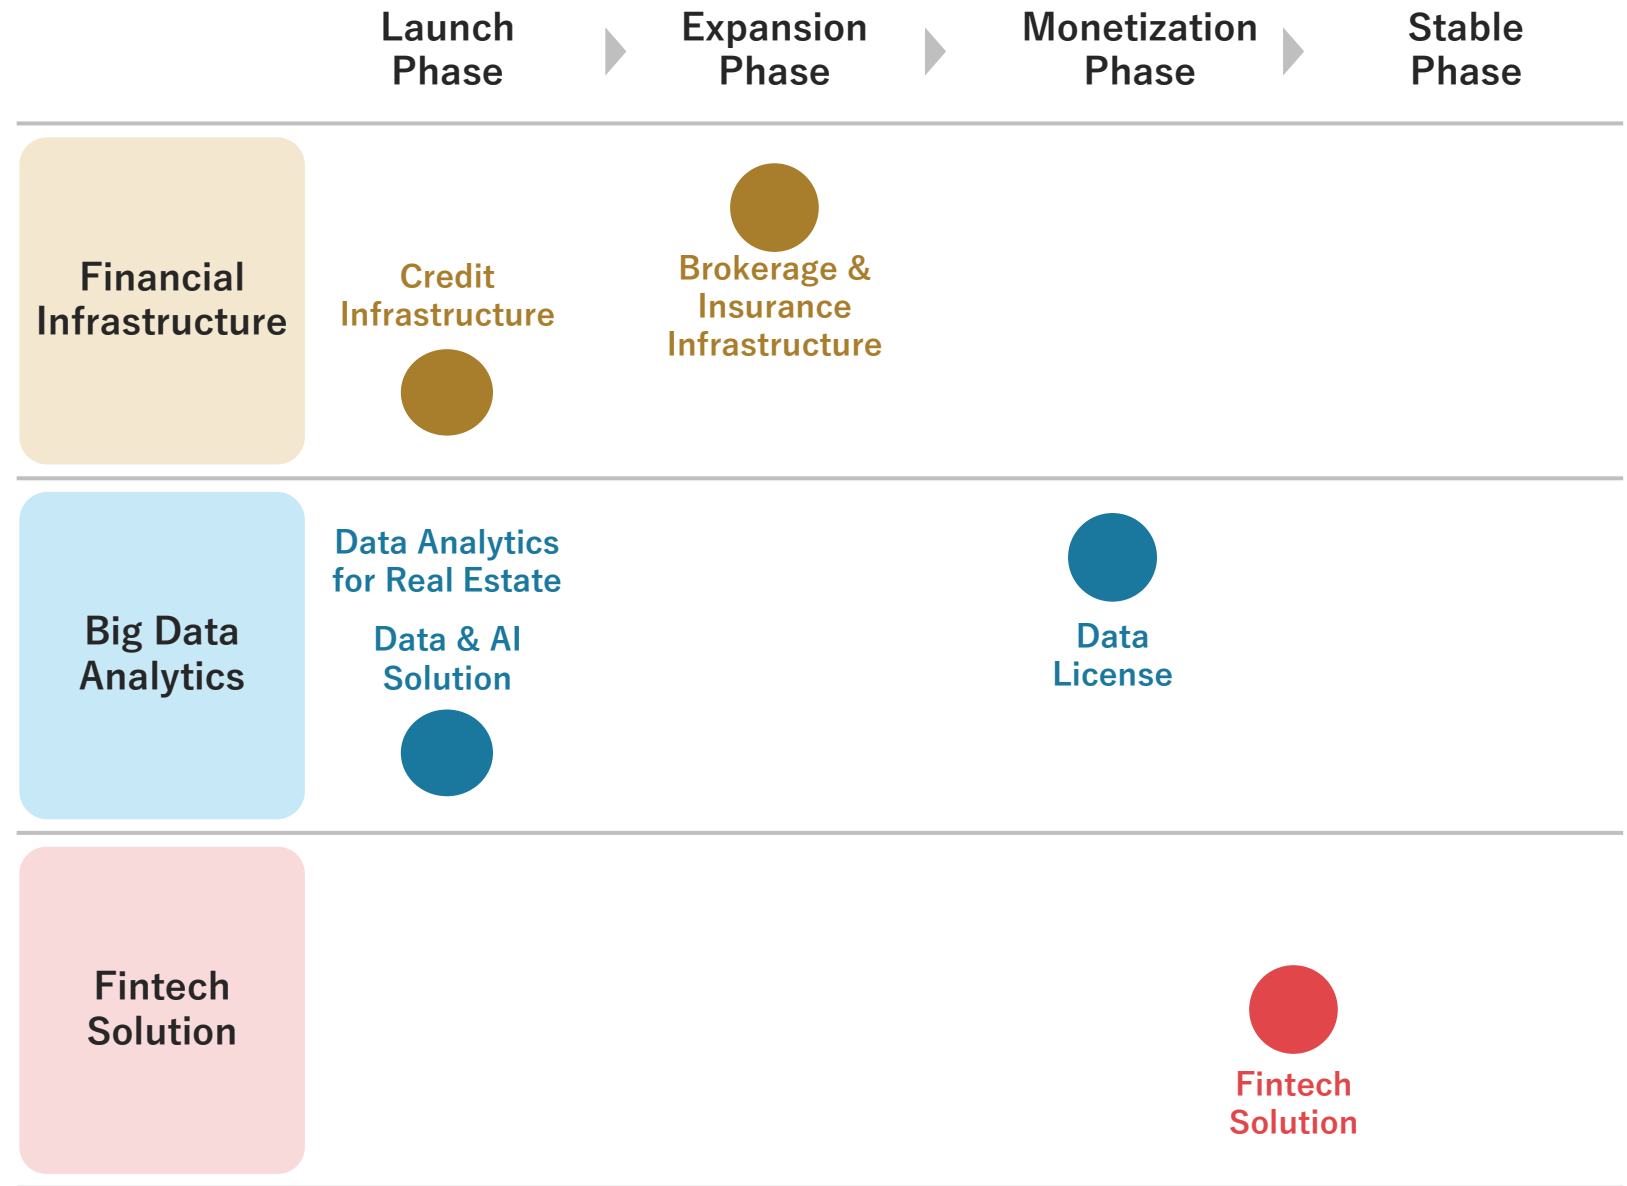 Launch
Phase
Expansion
Phase
Monetization
Phase
Stable
Phase
Financial
Infrastructure
Credit
Infrastructure
Brokerage &
Insurance
Infrastructure
Big Data
Analytics
Data Analytics
for Real Estate
Data & AI
Solution
Data
License
Fintech
Solution
Fintech
Solution